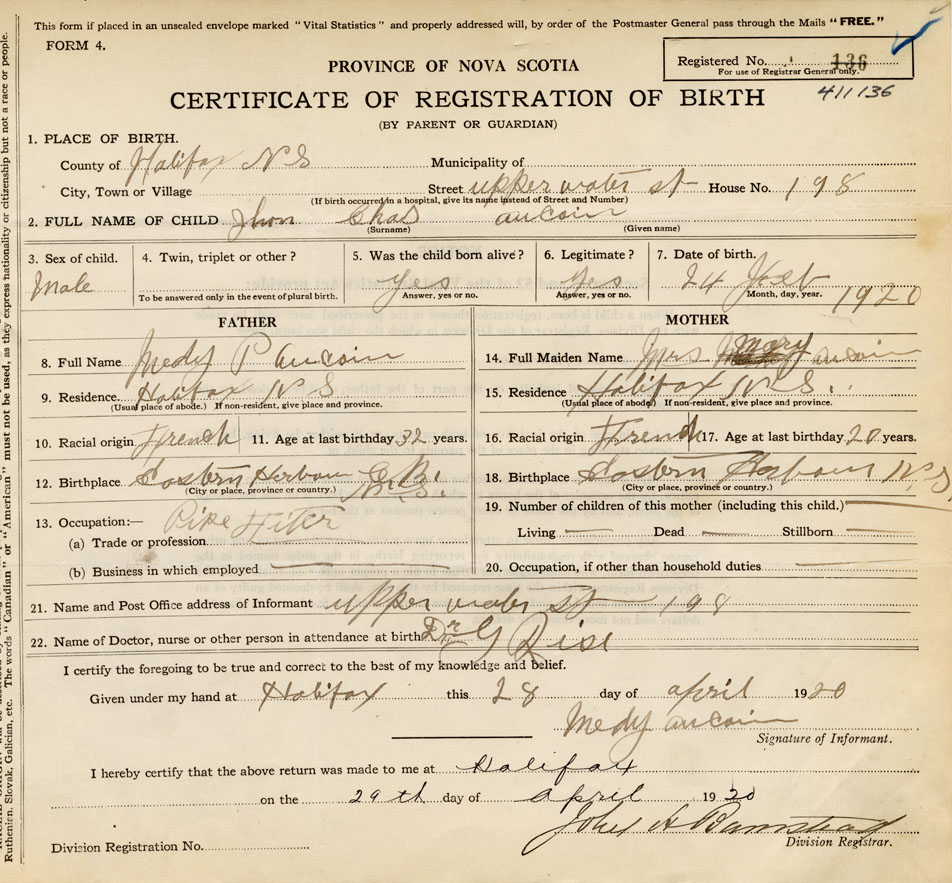 This form if placed in an unsealed envelope marked "Vital Statistics" and properly addressed will, by order of the Postmaster General pass through the Mails "FREE."
FORM 4.
Registered No. 136
For use of Registrar General only.
411136
PROVINCE OF NOVA SCOTIA
CERTIFICATE OF REGISTRATION OF BIRTH
(BY PARENT OR GUARDIAN)
1. PLACE OF BIRTH.
County of Halifax N S Municipality of
City, Town or Village Street upper water st House No. 198
(If birth occurred in a hospital, give its name instead of Street and Number)
2. FULL NAME OF CHILD Jhon Chas aucoin
(Surname) (Given name)
3. Sex of child. 4. Twin, triplet or other? 5. Was the child born alive? 6. Legitimate? 7. Date of birth.
Male Yes Yes 24 1920
To be answered only in the event of plural birth. Answer, yes or no. Answer, yes or no. Month, day, year.
FATHER MOTHER
8. Full Name Medy P aucoin 14. Full Maiden Name Mrs Mary aucoin
9. Residence Halifax N S 15. Residence Halifax N. S.
(Usual place of abode.) If non-resident, give place and province. (Usual place of abode.) If non-resident, give place and province.
10. Racial origin French 11. Age at last birthday 32 years. 16. Racial origin French 17. Age at last birthday 20 years.
12. Birthplace Eastern Harbour C.B. 18. Birthplace Eastern Harbour N S
(City or place, province or country.) (City or place, province or country.)
N.S.
13. Occupation:— Pipe Fiter 19. Number of children of this mother (including this child.)
(a) Trade or profession Living — Dead — Stillborn —
(b) Business in which employed 20. Occupation, if other than household duties
21. Name and Post Office address of Informant upper water st — 198
22. Name of Doctor, nurse or other person in attendance at birth Dr G
I certify the foregoing to be true and correct to the best of my knowledge and belief.
Given under my hand at Halifax this 28 day of april 1920
Medy aucoin
Signature of Informant.
I hereby certify that the above return was made to me at Halifax
on the 29th day of April 1920
John A Barnstead
Division Registration No. Division Registrar.
Ruthenien, Slovak, Galician, etc. The words "Canadian" or "American" must not be used, as they express nationality or citizenship but not a race or people.